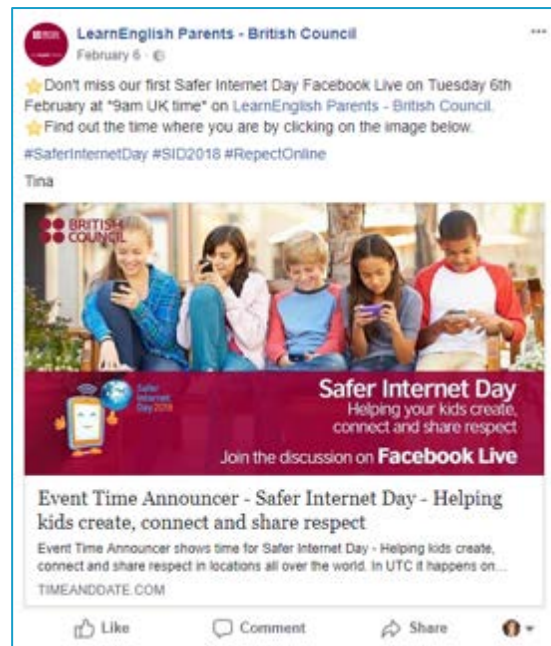 LearnEnglish Parents - British Council
February 6
Don't miss our first Safer Internet Day Facebook Live on Tuesday 6th
February at "9am UK time" on LearnEnglish Parents - British Council.
Find out the time where you are by clicking on the image below.
#SaferInternetDay #SID2018 #RepectOnline
Tina
BRITISH
COUNCIL
Safer
Internet
Day 2018
Safer Internet Day
Helping your kids create,
connect and share respect
Join the discussion on Facebook Live
Event Time Announcer - Safer Internet Day - Helping
kids create, connect and share respect
Event Time Announcer shows time for Safer Internet Day - Helping kids create,
connect and share respect in locations all over the world. In UTC it happens on...
TIMEANDDATE.COM
Like Comment Share